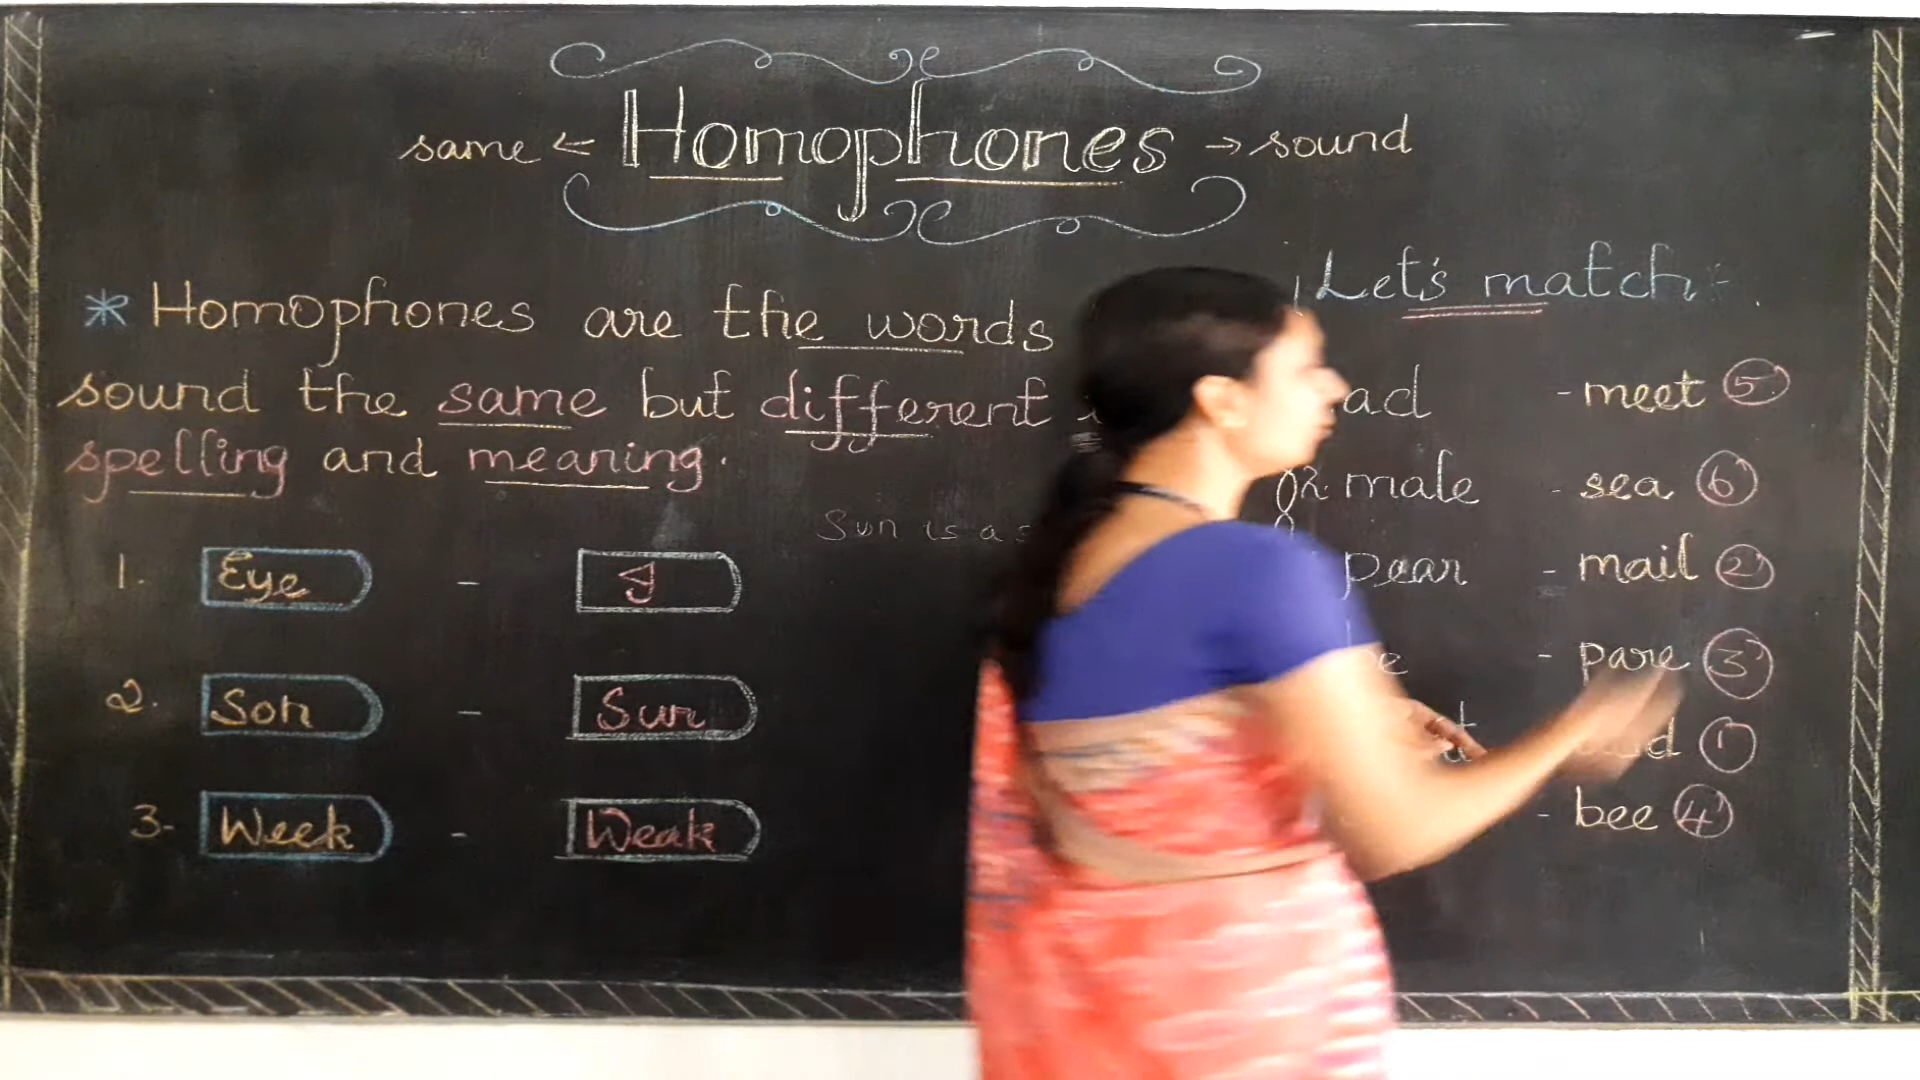 same ← Homophones → sound
* Homophones are the words
sound the same but different
spelling and meaning.
1. Eye - I
2. Son - Sun
3- Week - Weak
Sun is a
Let's match
- meet 5
male - sea 6
pear - mail 2
- pare 3
1
- bee 4